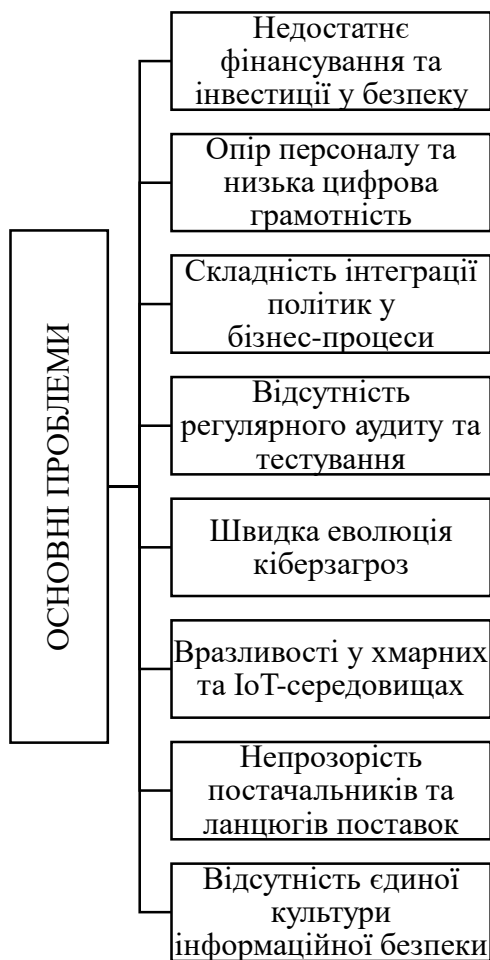 ОСНОВНІ ПРОБЛЕМИ
Недостатнє
фінансування та
інвестиції у безпеку
Опір персоналу та
низька цифрова
грамотність
Складність інтеграції
політик у
бізнес-процеси
Відсутність
регулярного аудиту та
тестування
Швидка еволюція
кіберзагроз
Вразливості у хмарних
та IoT-середовищах
Непрозорість
постачальників та
ланцюгів поставок
Відсутність єдиної
культури
інформаційної безпеки